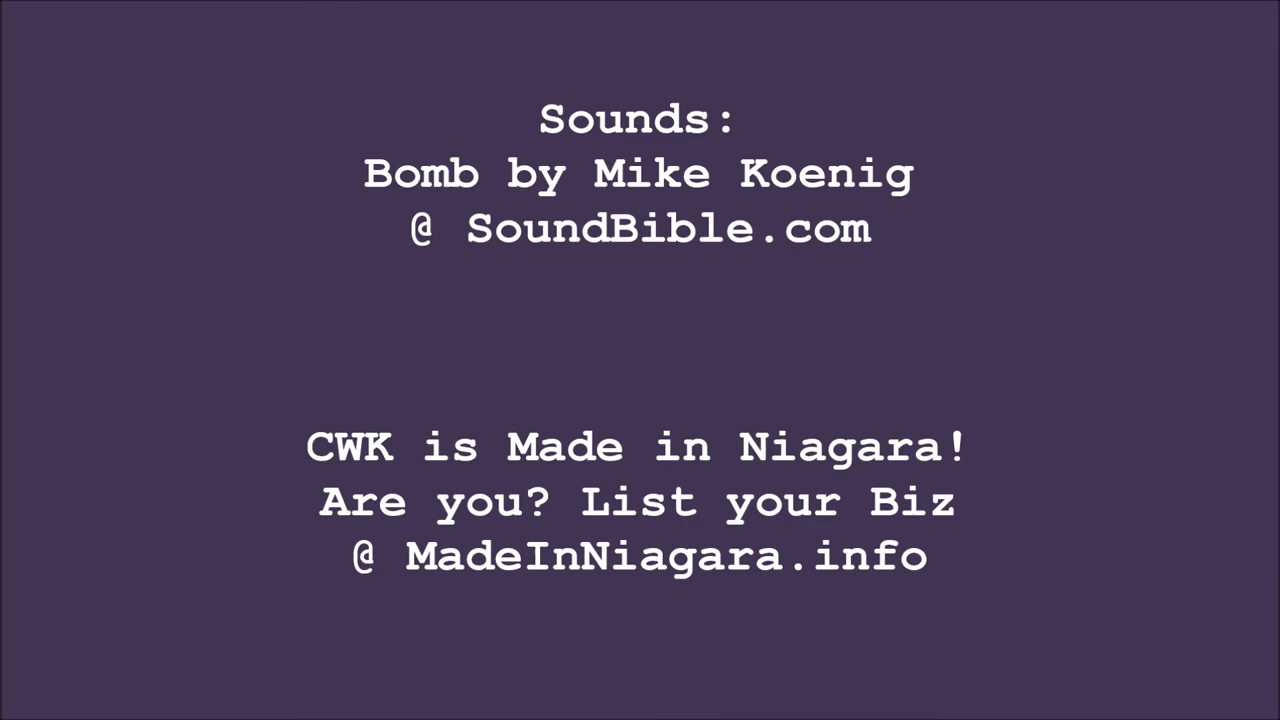 Sounds:
Bomb by Mike Koenig
@ SoundBible.com
CWK is Made in Niagara!
Are you? List your Biz
@ MadeInNiagara.info